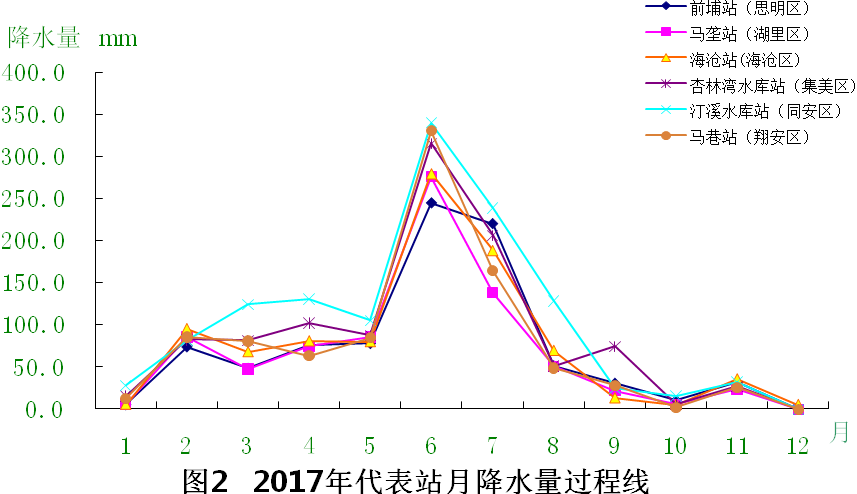 前埔站（思明区）
马垄站（湖里区）
海沧站(海沧区）
杏林湾水库站（集美区）
汀溪水库站（同安区）
马巷站（翔安区）
降水量 mm
400.0
350.0
300.0
250.0
200.0
150.0
100.0
50.0
0.0
1 2 3 4 5 6 7 8 9 10 11 12 月
图2 2017年代表站月降水量过程线